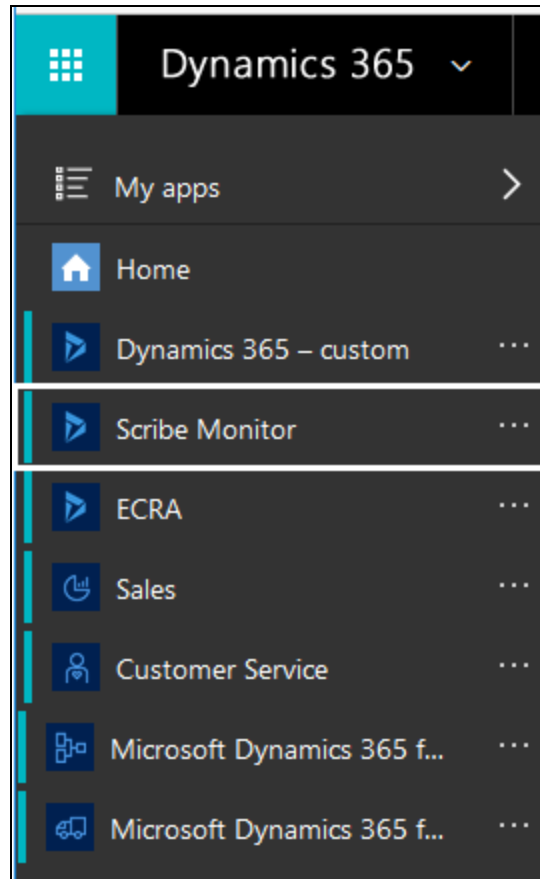 Dynamics 365
My apps
Home
Dynamics 365 – custom
Scribe Monitor
ECRA
Sales
Customer Service
Microsoft Dynamics 365 f...
Microsoft Dynamics 365 f...